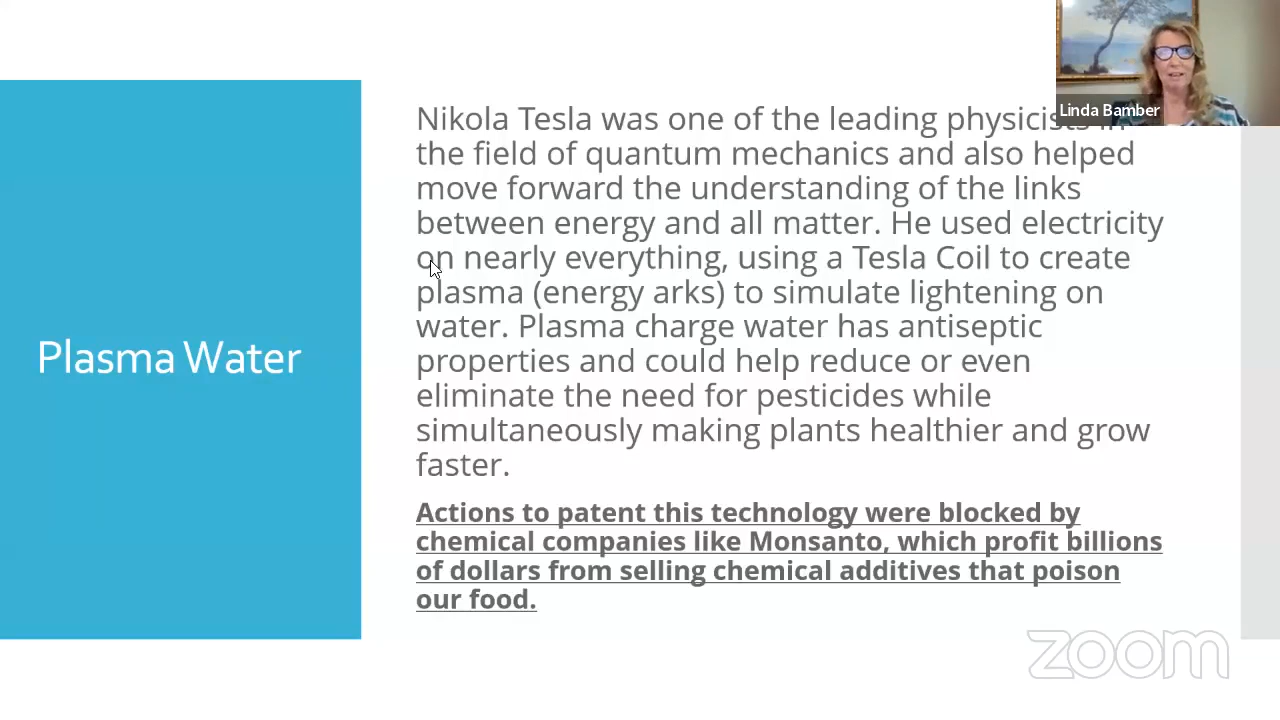 Linda Bamber
Nikola Tesla was one of the leading physicists in
the field of quantum mechanics and also helped
move forward the understanding of the links
between energy and all matter. He used electricity
on nearly everything, using a Tesla Coil to create
plasma (energy arks) to simulate lightening on
water. Plasma charge water has antiseptic
properties and could help reduce or even
eliminate the need for pesticides while
simultaneously making plants healthier and grow
faster.
Plasma Water
Actions to patent this technology were blocked by
chemical companies like Monsanto, which profit billions
of dollars from selling chemical additives that poison
our food.
zoom